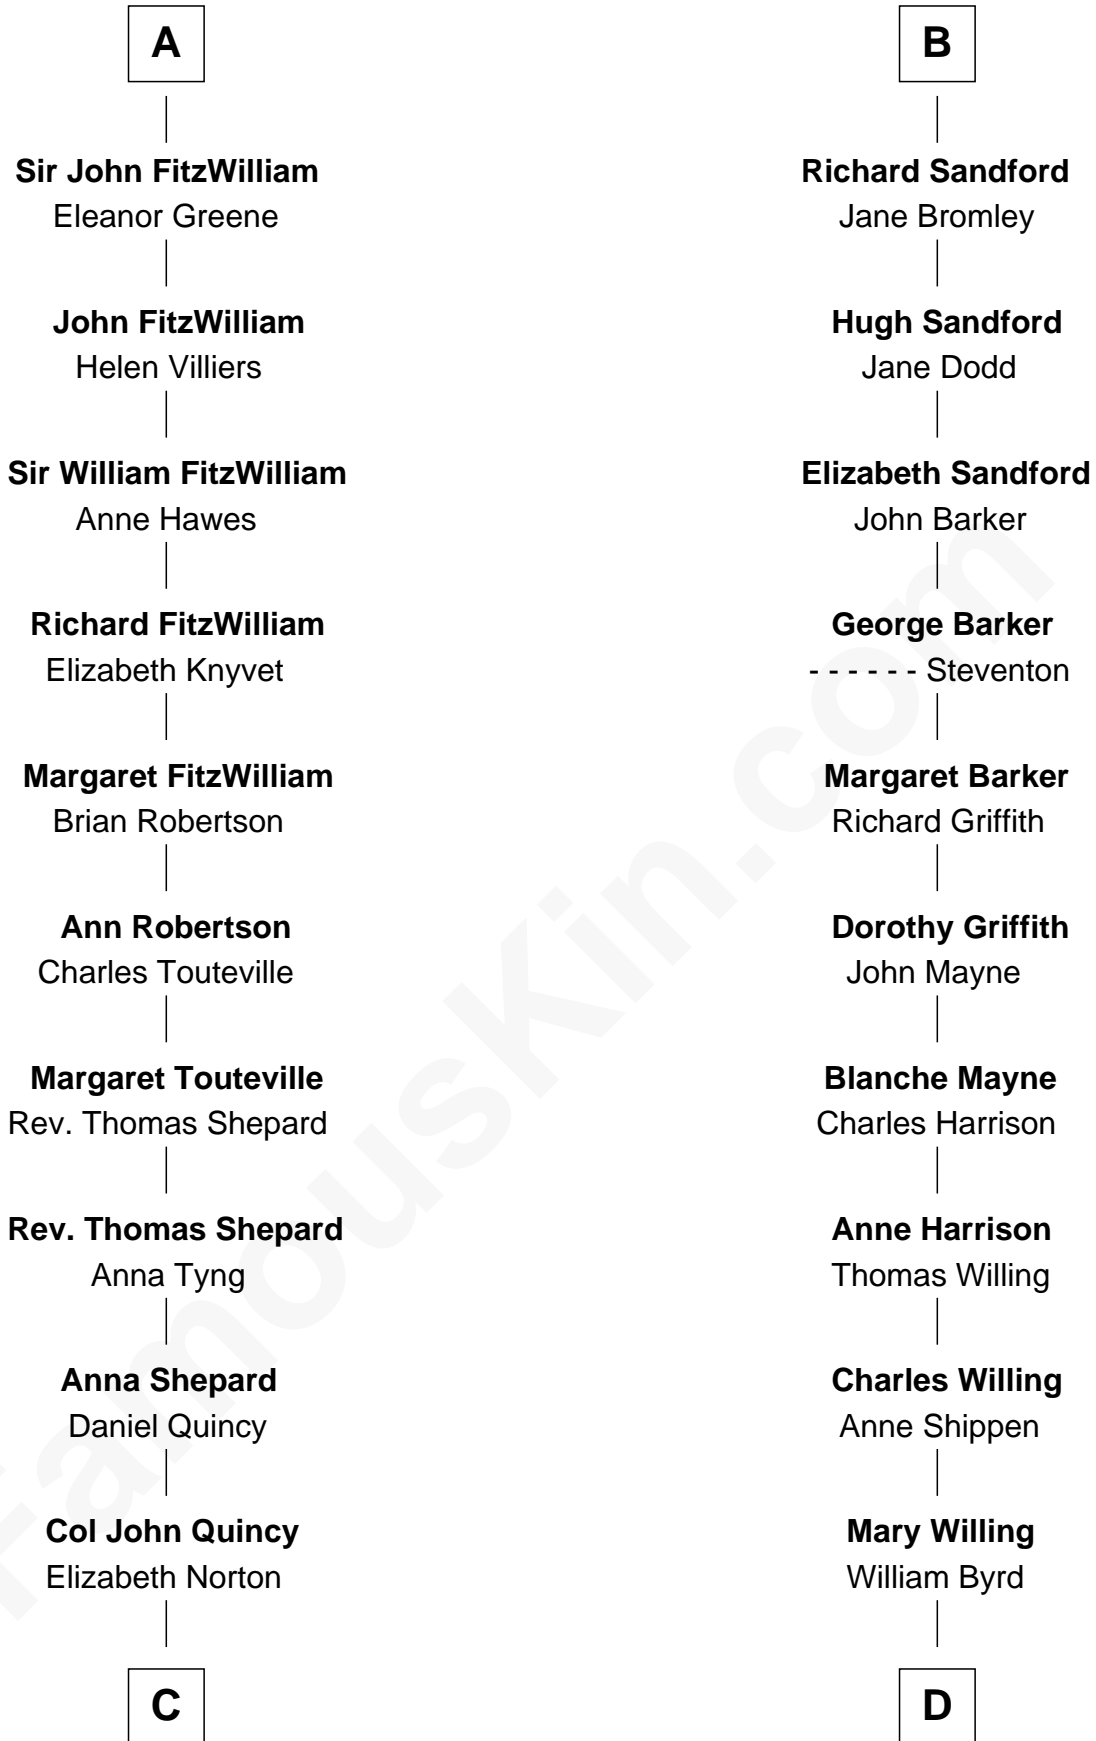 A
Sir John FitzWilliam
Eleanor Greene
John FitzWilliam
Helen Villiers
Sir William FitzWilliam
Anne Hawes
Richard FitzWilliam
Elizabeth Knyvet
Margaret FitzWilliam
Brian Robertson
Ann Robertson
Charles Touteville
Margaret Touteville
Rev. Thomas Shepard
Rev. Thomas Shepard
Anna Tyng
Anna Shepard
Daniel Quincy
Col John Quincy
Elizabeth Norton
C
B
Richard Sandford
Jane Bromley
Hugh Sandford
Jane Dodd
Elizabeth Sandford
John Barker
George Barker
- - - - - - Steventon
Margaret Barker
Richard Griffith
Dorothy Griffith
John Mayne
Blanche Mayne
Charles Harrison
Anne Harrison
Thomas Willing
Charles Willing
Anne Shippen
Mary Willing
William Byrd
D
FamousKin.com